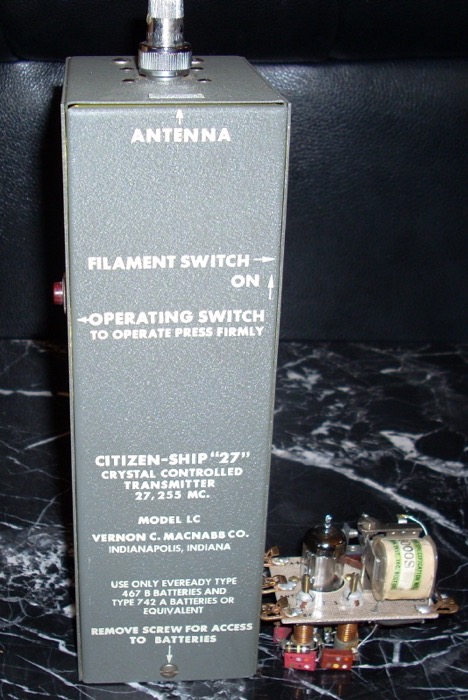 ANTENNA
FILAMENT SWITCH
ON
OPERATING SWITCH
TO OPERATE PRESS FIRMLY
CITIZEN-SHIP "27"
CRYSTAL CONTROLLED
TRANSMITTER
27,255 MC.
MODEL LC
VERNON C. MACNABB CO.
INDIANAPOLIS, INDIANA
USE ONLY EVEREADY TYPE
467 B BATTERIES AND
TYPE 742 A BATTERIES OR
EQUIVALENT
REMOVE SCREW FOR ACCESS
TO BATTERIES